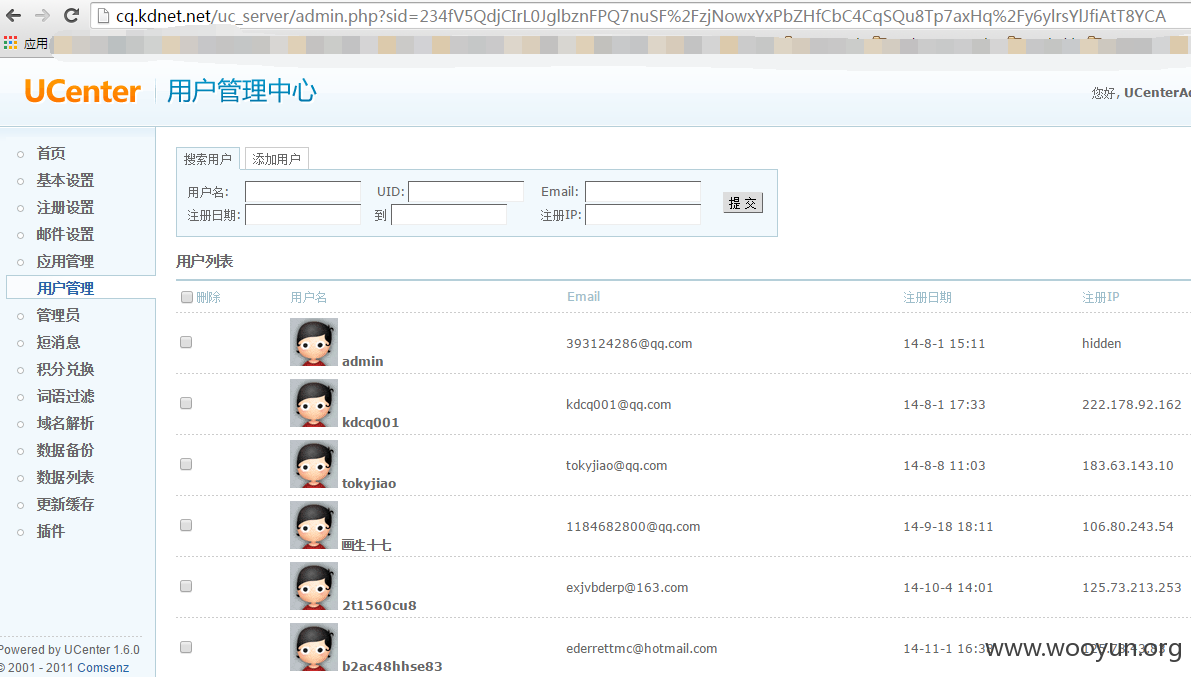 cq.kdnet.net/uc_server/admin.php?sid=234fV5QdjCIrL0JglbznFPQ7nuSF%2FzjNowxYxPbZHfCbC4CqSQu8Tp7axHq%2Fy6ylrsYlJfiAtT8YCA
应用
UCenter 用户管理中心
您好, UCenterAd
首页
基本设置
注册设置
邮件设置
应用管理
用户管理
管理员
短消息
积分兑换
词语过滤
域名解析
数据备份
数据列表
更新缓存
插件
Powered by UCenter 1.6.0
© 2001 - 2011 Comsenz
搜索用户 添加用户
用户名: UID: Email:
注册日期: 到 注册IP:
提 交
用户列表
删除 用户名 Email 注册日期 注册IP
admin 393124286@qq.com 14-8-1 15:11 hidden
kdcq001 kdcq001@qq.com 14-8-1 17:33 222.178.92.162
tokyjiao tokyjiao@qq.com 14-8-8 11:03 183.63.143.10
画生十七 1184682800@qq.com 14-9-18 18:11 106.80.243.54
2t1560cu8 exjvbderp@163.com 14-10-4 14:01 125.73.213.253
b2ac48hhse83 ederrettmc@hotmail.com 14-11-1
www.wooyun.org